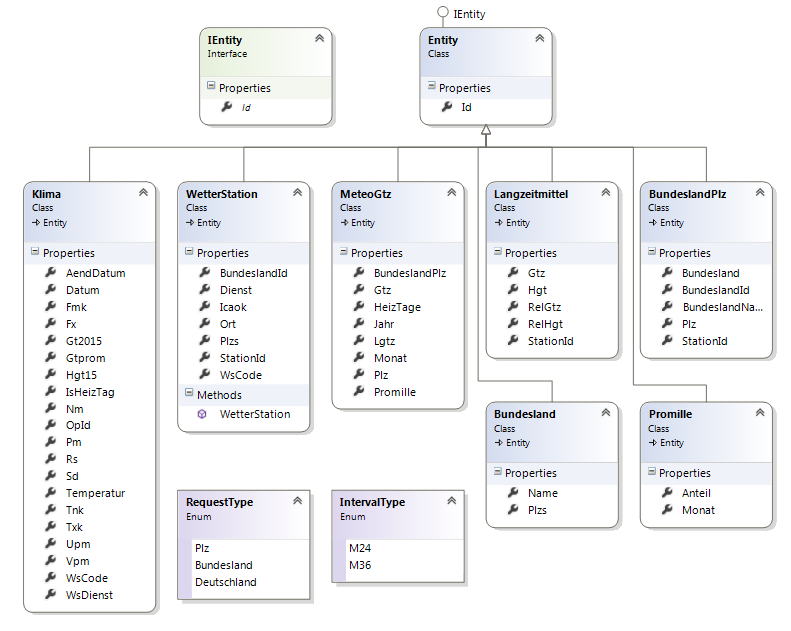 IEntity
IEntity
Interface
Properties
Id
Entity
Class
Properties
Id
Klima
Class
Entity
Properties
AendDatum
Datum
Fmk
Fx
Gt2015
Gtprom
Hgt15
IsHeizTag
Nm
OpId
Pm
Rs
Sd
Temperatur
Tnk
Txk
Upm
Vpm
WsCode
WsDienst
WetterStation
Class
Entity
Properties
BundeslandId
Dienst
Icaok
Ort
Plzs
StationId
WsCode
Methods
WetterStation
MeteoGtz
Class
Entity
Properties
BundeslandPlz
Gtz
HeizTage
Jahr
Lgtz
Monat
Plz
Promille
Langzeitmittel
Class
Entity
Properties
Gtz
Hgt
RelGtz
RelHgt
StationId
BundeslandPlz
Class
Entity
Properties
Bundesland
BundeslandId
BundeslandNa...
Plz
StationId
Bundesland
Class
Entity
Properties
Name
Plzs
Promille
Class
Entity
Properties
Anteil
Monat
RequestType
Enum
Plz
Bundesland
Deutschland
IntervalType
Enum
M24
M36